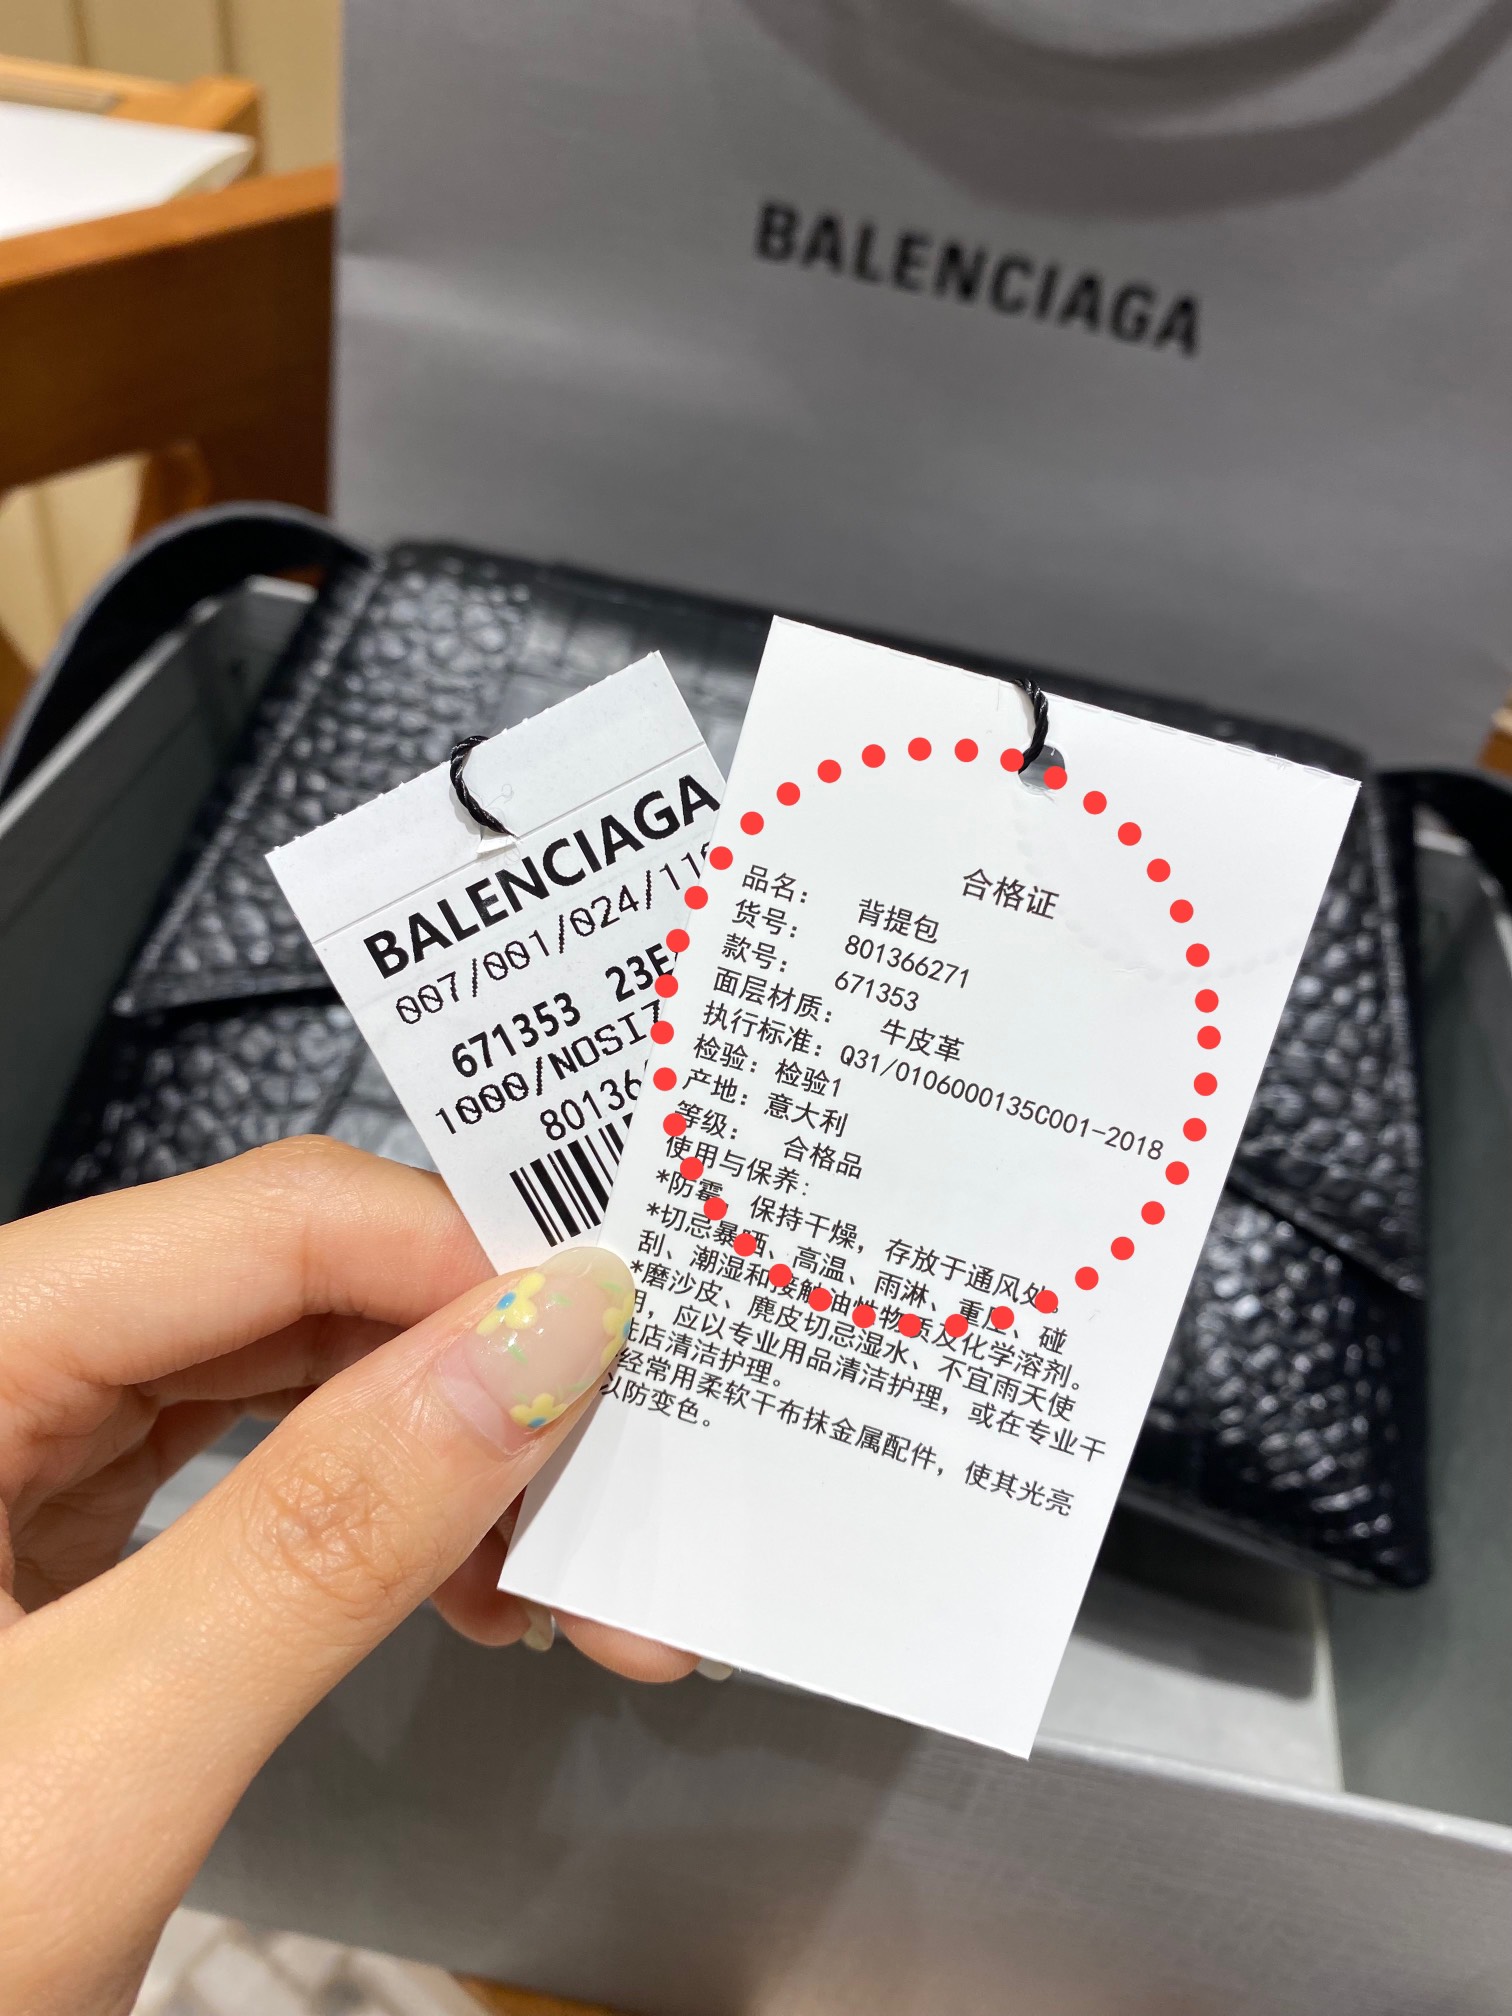 BALENCIAGA
BALENCIAGA
007/001/024/11
671353 23E
1000/NOSIZ
80136
合格证
品名： 背提包
货号： 801366271
款号： 671353
面层材质： 牛皮革
执行标准：Q31/0106000135C001-2018
检验：检验1
产地：意大利
等级： 合格品
使用与保养：
*防霉，保持干燥，存放于通风处。
*切忌暴晒、高温、雨淋、重压、碰
刮、潮湿和接触油性物质及化学溶剂。
*磨沙皮、麂皮切忌湿水、不宜雨天使
用，应以专业用品清洁护理，或在专业干
洗店清洁护理。
经常用柔软干布抹金属配件，使其光亮
以防变色。